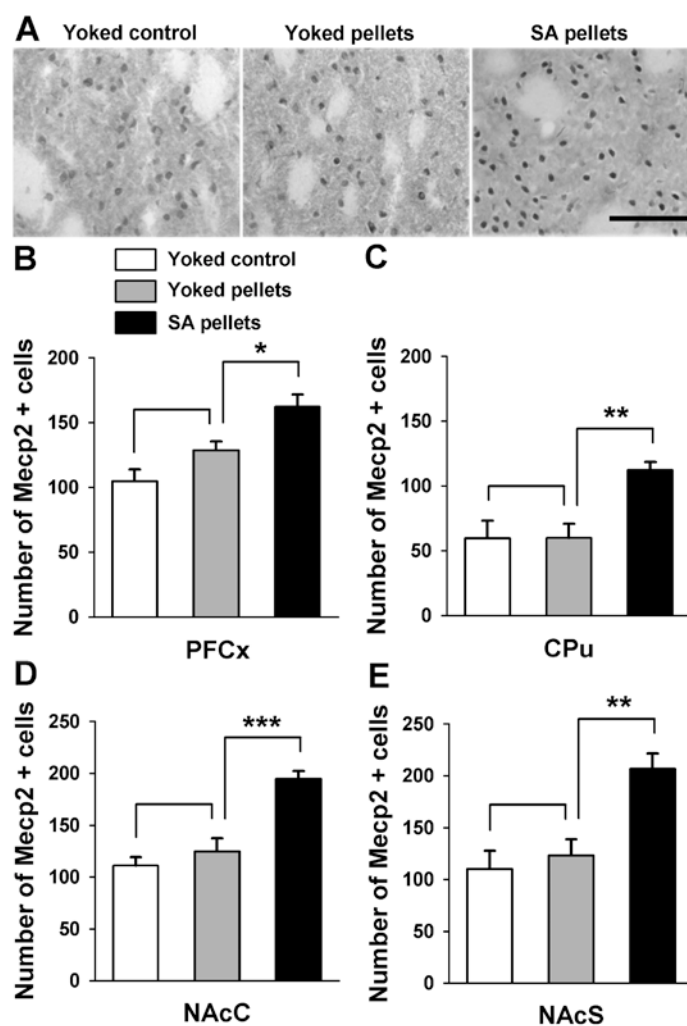 A
Yoked control Yoked pellets SA pellets
B
Yoked control
Yoked pellets
SA pellets
Number of Mecp2 + cells
200
150
100
50
0
*
PFCx
C
Number of Mecp2 + cells
200
150
100
50
0
**
CPu
D
Number of Mecp2 + cells
250
200
150
100
50
0
***
NAcC
E
Number of Mecp2 + cells
250
200
150
100
50
0
**
NAcS